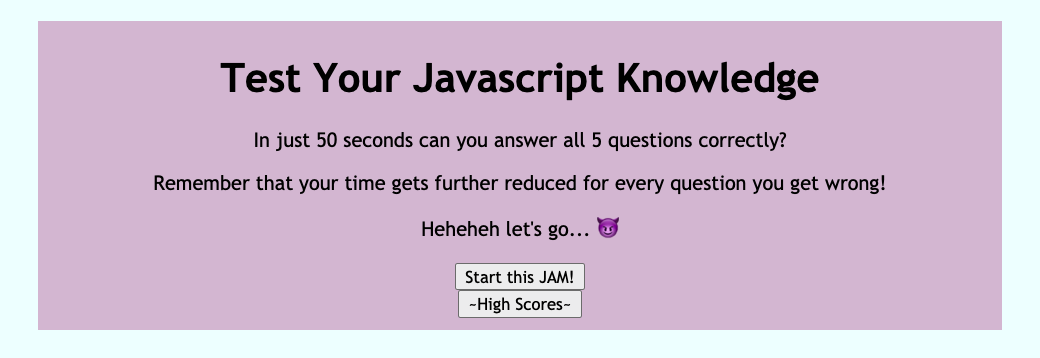 Test Your Javascript Knowledge
In just 50 seconds can you answer all 5 questions correctly?
Remember that your time gets further reduced for every question you get wrong!
Heheheh let's go... 😈
Start this JAM!
~High Scores~